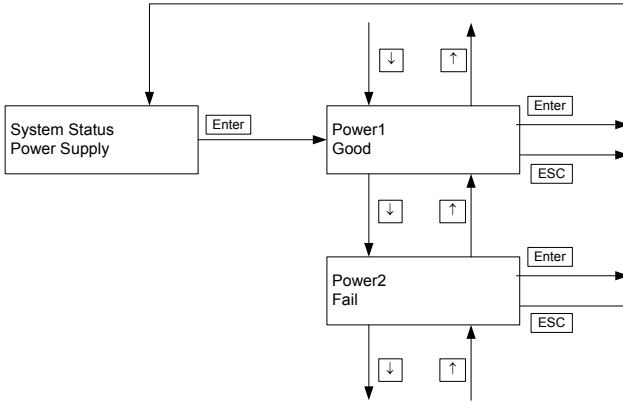 ↓
↑
System Status
Power Supply
Enter
Power1
Good
Enter
ESC
↓
↑
Power2
Fail
Enter
ESC
↓
↑